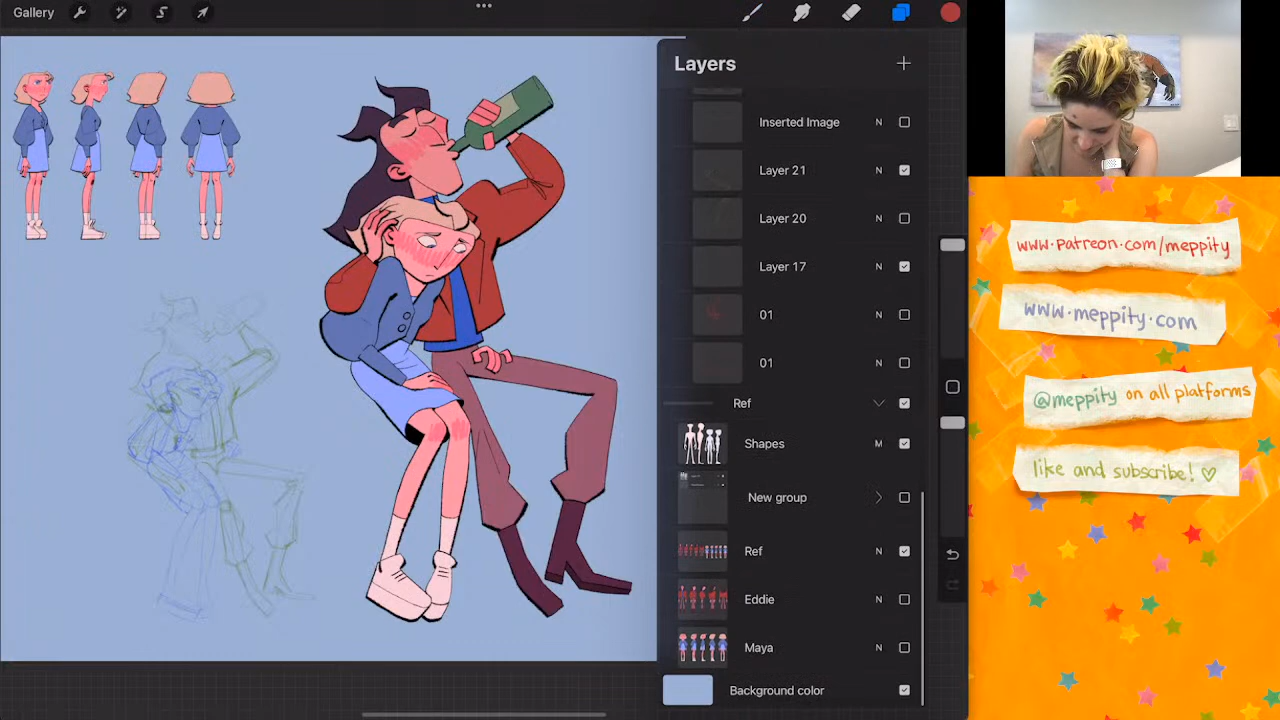 Gallery
Layers
Inserted Image N
Layer 21 N
Layer 20 N
Layer 17 N
01 N
01 N
Ref
Shapes M
New group
Ref N
Eddie N
Maya N
Background color
www.patreon.com/meppity
www.meppity.com
@meppity on all platforms
like and subscribe! ♡